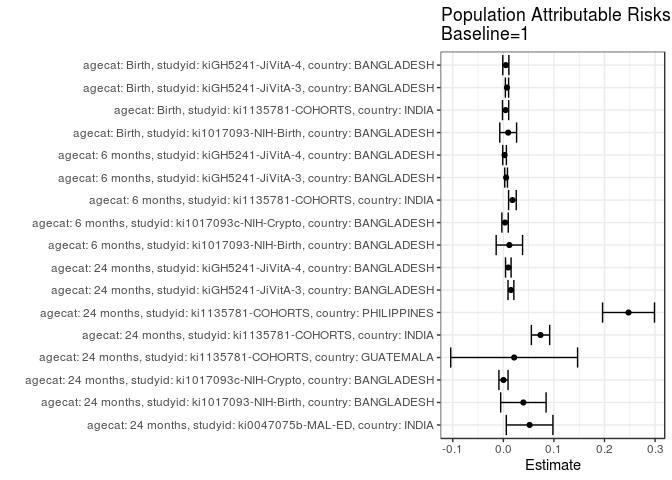 Population Attributable Risks
Baseline=1
agecat: Birth, studyid: kiGH5241-JiVitA-4, country: BANGLADESH
agecat: Birth, studyid: kiGH5241-JiVitA-3, country: BANGLADESH
agecat: Birth, studyid: ki1135781-COHORTS, country: INDIA
agecat: Birth, studyid: ki1017093-NIH-Birth, country: BANGLADESH
agecat: 6 months, studyid: kiGH5241-JiVitA-4, country: BANGLADESH
agecat: 6 months, studyid: kiGH5241-JiVitA-3, country: BANGLADESH
agecat: 6 months, studyid: ki1135781-COHORTS, country: INDIA
agecat: 6 months, studyid: ki1017093c-NIH-Crypto, country: BANGLADESH
agecat: 6 months, studyid: ki1017093-NIH-Birth, country: BANGLADESH
agecat: 24 months, studyid: kiGH5241-JiVitA-4, country: BANGLADESH
agecat: 24 months, studyid: kiGH5241-JiVitA-3, country: BANGLADESH
agecat: 24 months, studyid: ki1135781-COHORTS, country: PHILIPPINES
agecat: 24 months, studyid: ki1135781-COHORTS, country: INDIA
agecat: 24 months, studyid: ki1135781-COHORTS, country: GUATEMALA
agecat: 24 months, studyid: ki1017093c-NIH-Crypto, country: BANGLADESH
agecat: 24 months, studyid: ki1017093-NIH-Birth, country: BANGLADESH
agecat: 24 months, studyid: ki0047075b-MAL-ED, country: INDIA
-0.1 0.0 0.1 0.2 0.3
Estimate